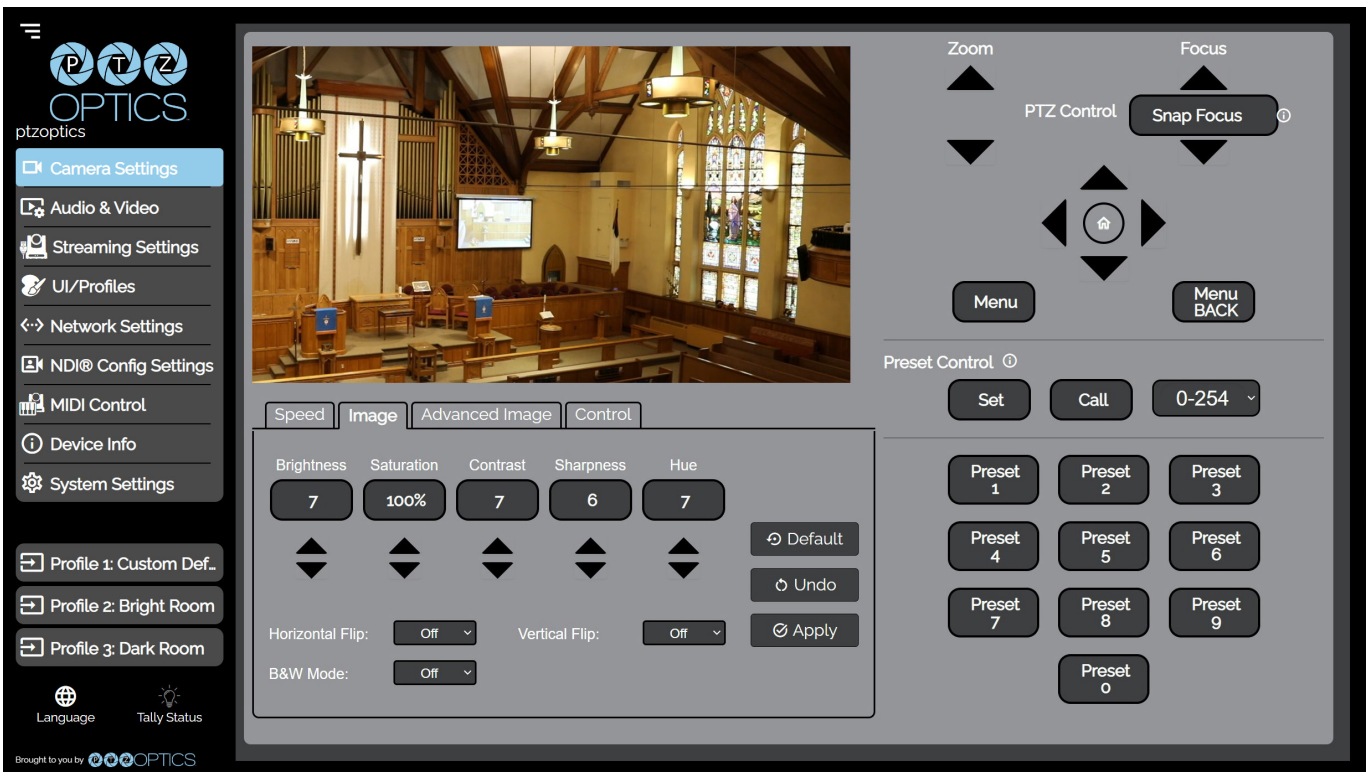 P T Z
OPTICS
ptzoptics
Camera Settings
Audio & Video
Streaming Settings
UI/Profiles
Network Settings
NDI® Config Settings
MIDI Control
Device Info
System Settings
Profile 1: Custom Def...
Profile 2: Bright Room
Profile 3: Dark Room
Language
Tally Status
Brought to you by PTZ OPTICS
Speed
Image
Advanced Image
Control
Brightness
Saturation
Contrast
Sharpness
Hue
7
100%
7
6
7
Default
Undo
Apply
Horizontal Flip:
Off
Vertical Flip:
Off
B&W Mode:
Off
Zoom
Focus
PTZ Control
Snap Focus
Menu
Menu
BACK
Preset Control
Set
Call
0-254
Preset
1
Preset
2
Preset
3
Preset
4
Preset
5
Preset
6
Preset
7
Preset
8
Preset
9
Preset
0